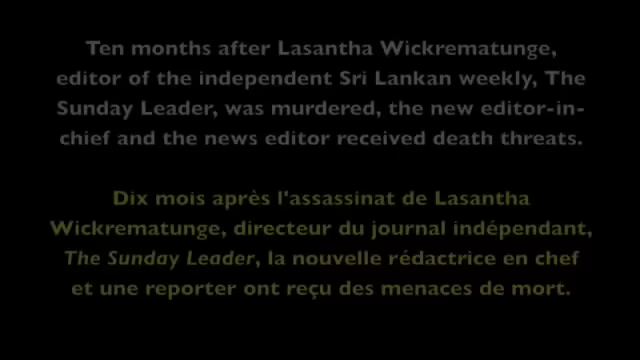 Ten months after Lasantha Wickrematunge,
editor of the independent Sri Lankan weekly, The
Sunday Leader, was murdered, the new editor-in-
chief and the news editor received death threats.
Dix mois après l'assassinat de Lasantha
Wickrematunge, directeur du journal indépendant,
The Sunday Leader, la nouvelle rédactrice en chef
et une reporter ont reçu des menaces de mort.